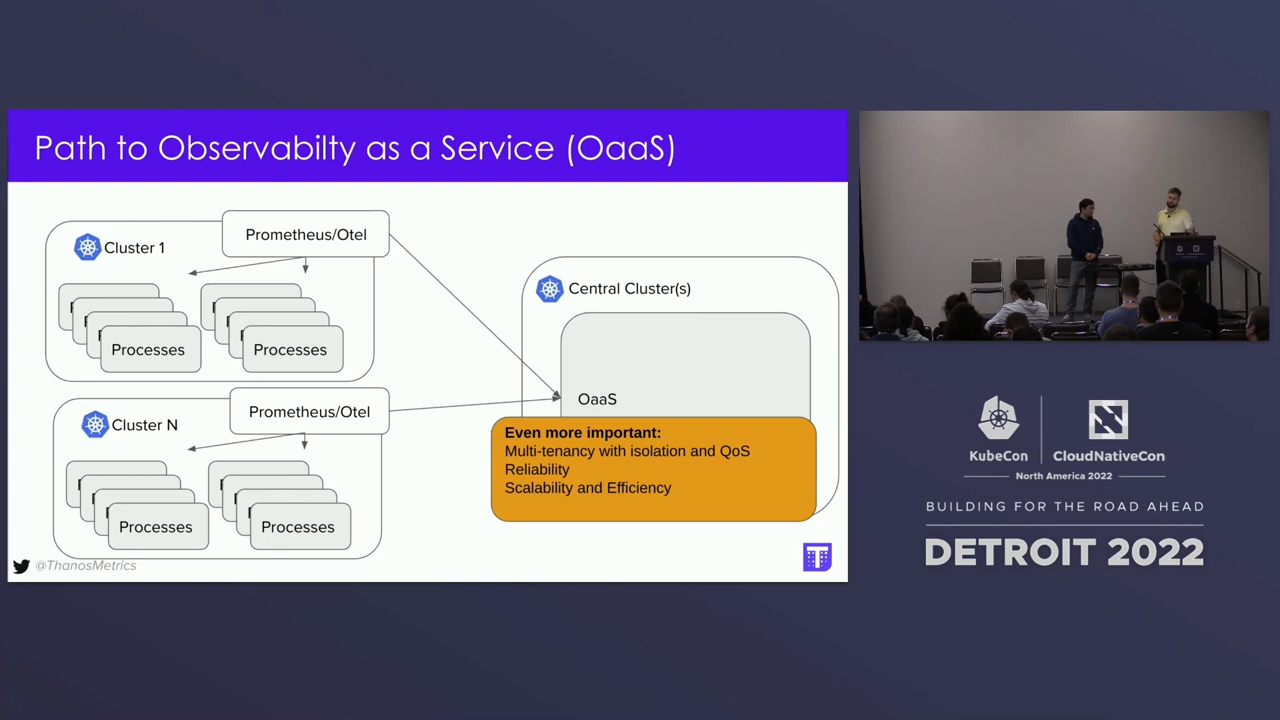 Path to Observabilty as a Service (OaaS)
Prometheus/Otel
Cluster 1
Processes
Processes
Prometheus/Otel
Cluster N
Processes
Processes
Central Cluster(s)
OaaS
Even more important:
Multi-tenancy with isolation and QoS
Reliability
Scalability and Efficiency
@ThanosMetrics
T
KubeCon
CloudNativeCon
North America 2022
BUILDING FOR THE ROAD AHEAD
DETROIT 2022